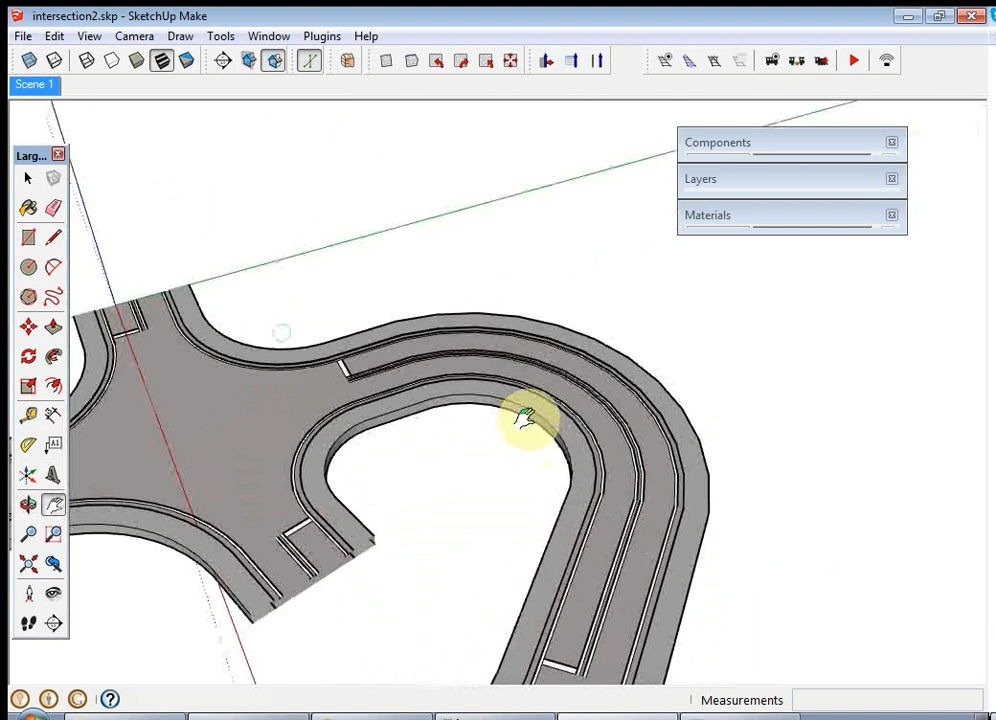 intersection2.skp - SketchUp Make
File Edit View Camera Draw Tools Window Plugins Help
Scene 1
Components
Larg...
Layers
Materials
A1
Measurements